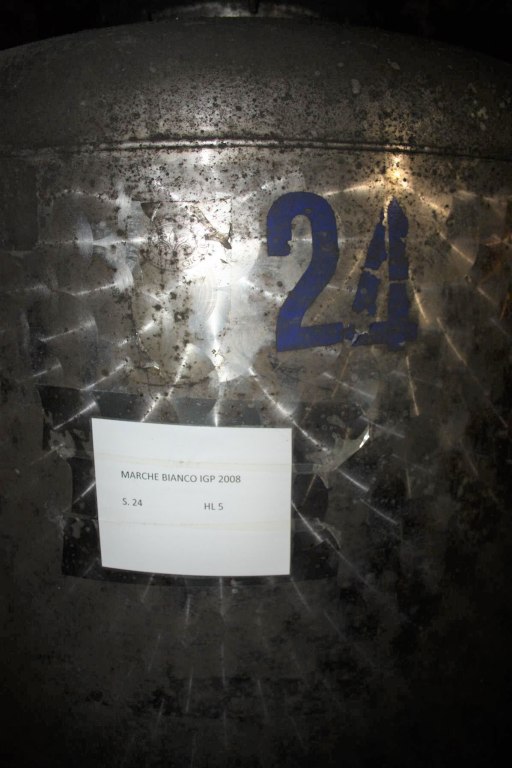 24
MARCHE BIANCO IGP 2008
S. 24 HL 5